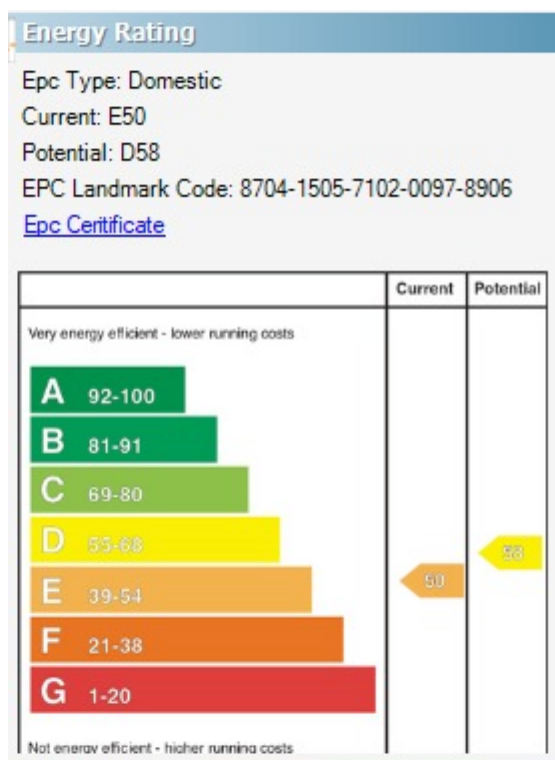 Energy Rating
Epc Type: Domestic
Current: E50
Potential: D58
EPC Landmark Code: 8704-1505-7102-0097-8906
Epc Ceritificate
Current Potential
Very energy efficient - lower running costs
A 92-100
B 81-91
C 69-80
D 55-68
58
E 39-54
50
F 21-38
G 1-20
Not energy efficient - higher running costs